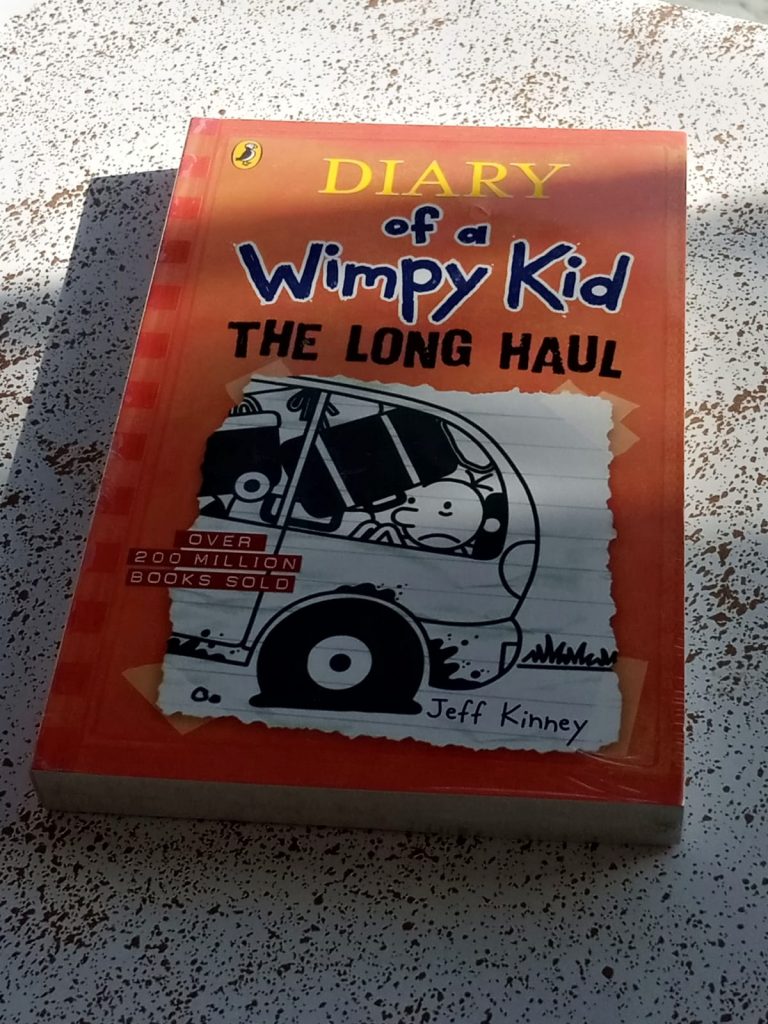 DIARY
of a
Wimpy Kid
THE LONG HAUL
OVER
200 MILLION
BOOKS SOLD
Jeff Kinney